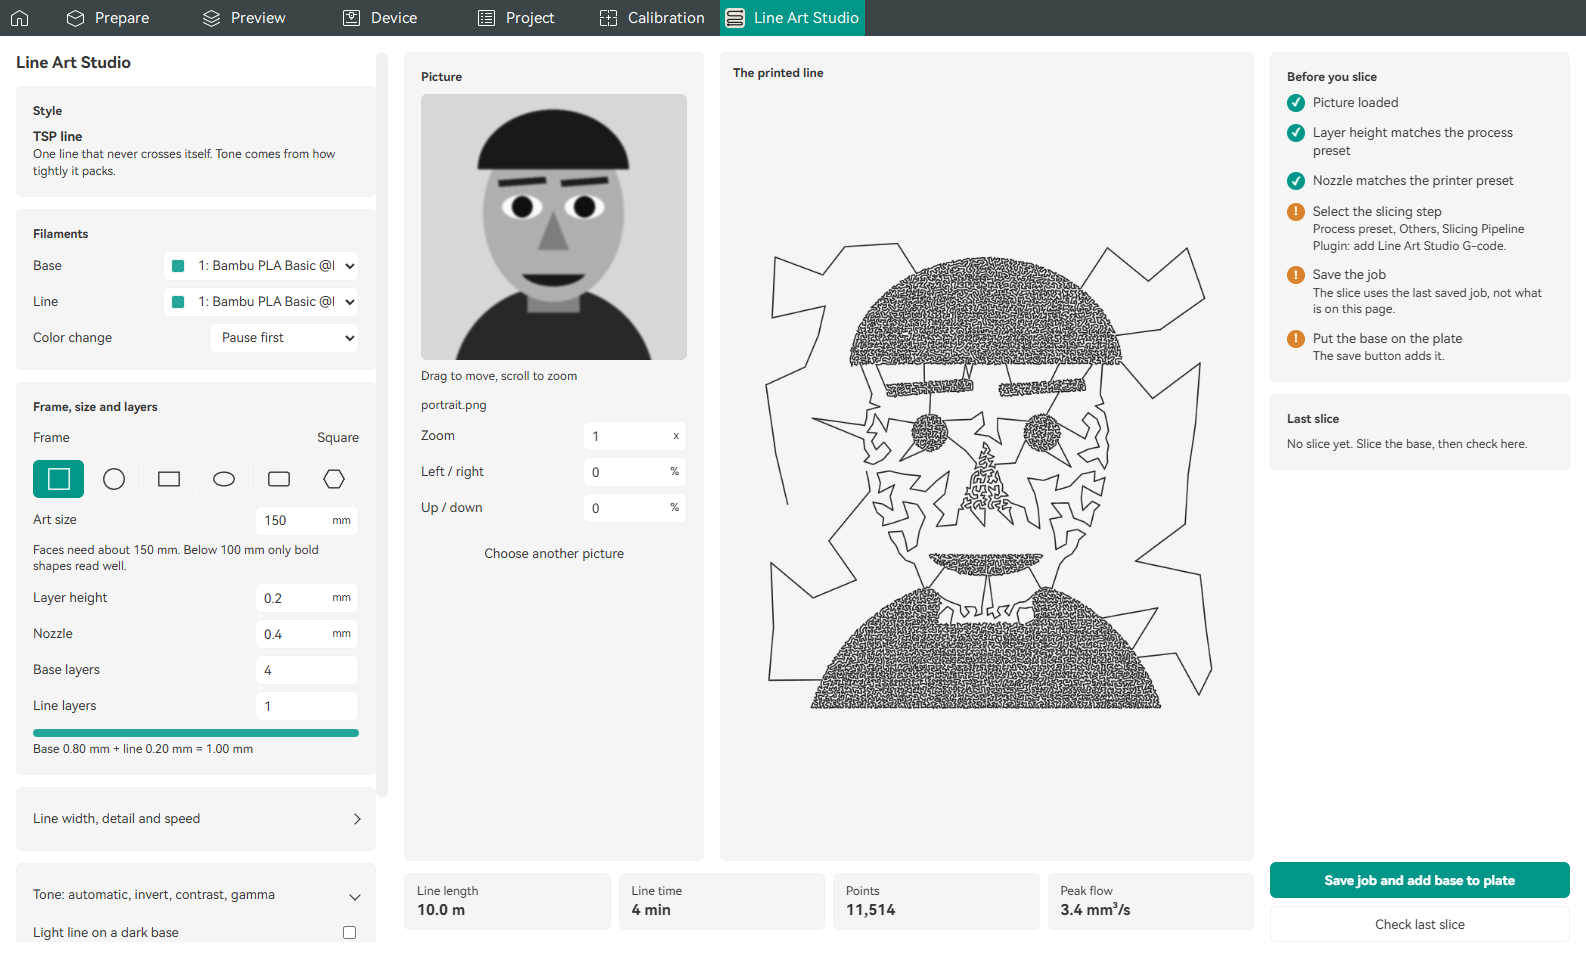 Prepare
Preview
Device
Project
Calibration
Line Art Studio
Line Art Studio
Style
TSP line
One line that never crosses itself. Tone comes from how
tightly it packs.
Filaments
Base
1: Bambu PLA Basic @l
Line
1: Bambu PLA Basic @l
Color change
Pause first
Frame, size and layers
Frame
Square
Art size
150 mm
Faces need about 150 mm. Below 100 mm only bold
shapes read well.
Layer height
0.2 mm
Nozzle
0.4 mm
Base layers
4
Line layers
1
Base 0.80 mm + line 0.20 mm = 1.00 mm
Line width, detail and speed
Tone: automatic, invert, contrast, gamma
Light line on a dark base
Picture
Drag to move, scroll to zoom
portrait.png
Zoom
1 x
Left / right
0 %
Up / down
0 %
Choose another picture
The printed line
Line length
10.0 m
Line time
4 min
Points
11,514
Peak flow
3.4 mm³/s
Before you slice
Picture loaded
Layer height matches the process
preset
Nozzle matches the printer preset
Select the slicing step
Process preset, Others, Slicing Pipeline
Plugin: add Line Art Studio G-code.
Save the job
The slice uses the last saved job, not what
is on this page.
Put the base on the plate
The save button adds it.
Last slice
No slice yet. Slice the base, then check here.
Save job and add base to plate
Check last slice